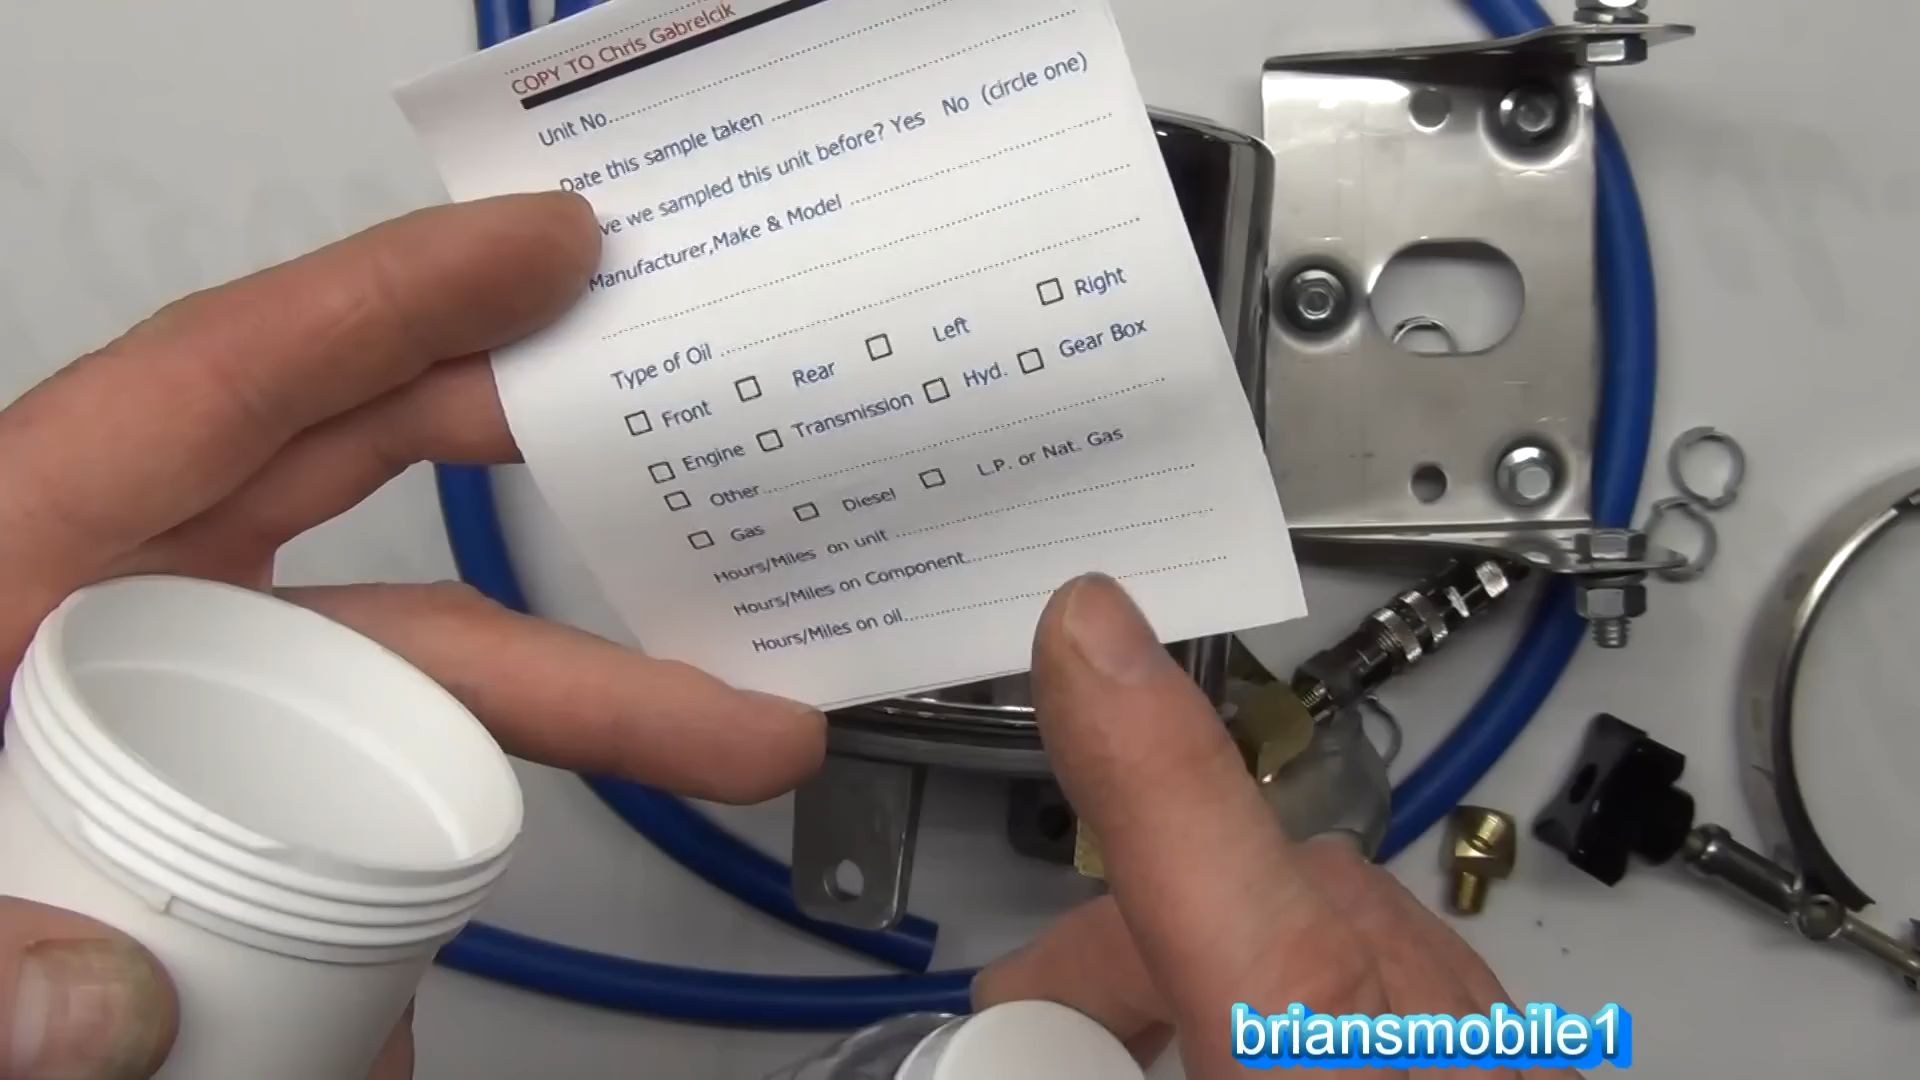 COPY TO Chris Gabrelcik
Unit No.
Date this sample taken
ve we sampled this unit before? Yes No (circle one)
Manufacturer,Make & Model
Type of Oil
Front Rear Left Right
Engine Transmission Hyd. Gear Box
Other
Gas Diesel L.P. or Nat. Gas
Hours/Miles on unit
Hours/Miles on Component
Hours/Miles on oil
briansmobile1